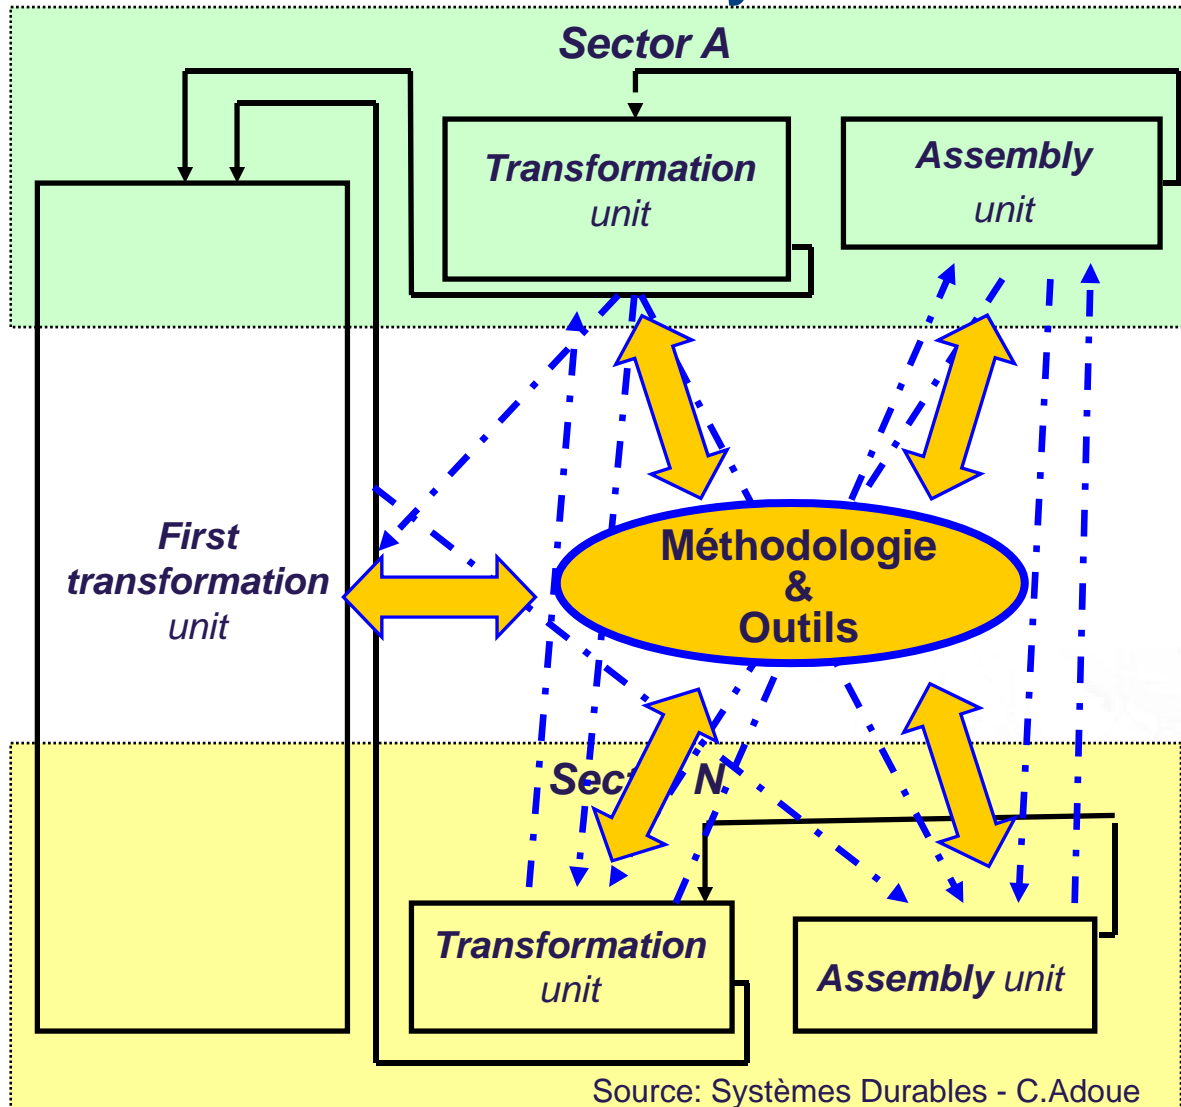 Sector A
Transformation
unit
Assembly
unit
First
transformation
unit
Méthodologie
&
Outils
N
Transformation
unit
Assembly unit
Source: Systèmes Durables - C.Adoue